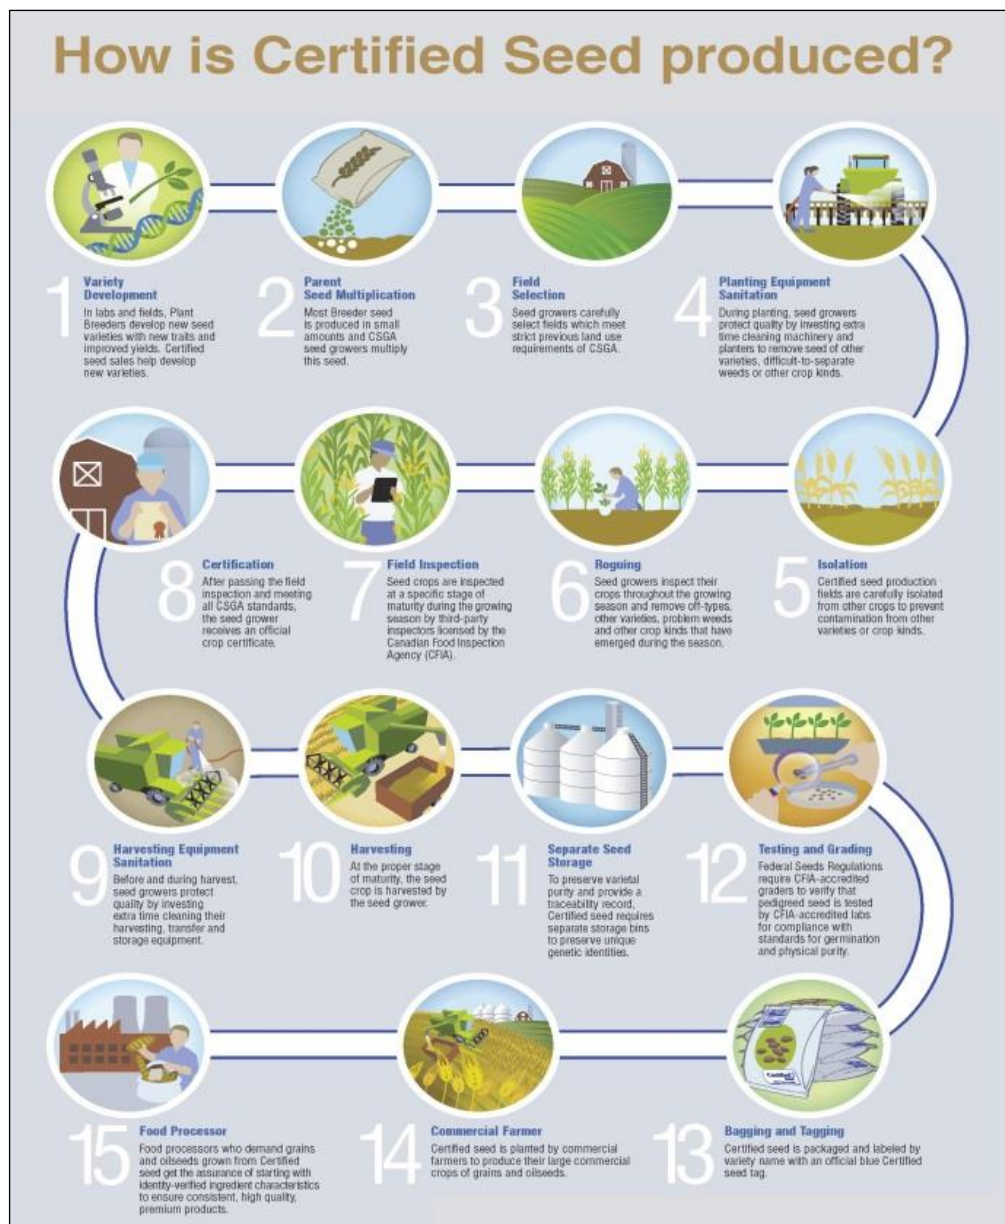 How is Certified Seed produced?
1
Variety
Development
In labs and fields, Plant
Breeders develop new seed
varieties with new traits and
improved yields. Certified
seed sales help develop
new varieties.
2
Parent
Seed Multiplication
Most Breeder seed
is produced in small
amounts and CSGA
seed growers multiply
this seed.
3
Field
Selection
Seed growers carefully
select fields which meet
strict previous land use
requirements of CSGA.
4
Planting Equipment
Sanitation
During planting, seed growers
protect quality by investing extra
time cleaning machinery and
planters to remove seed of other
varieties, difficult-to-separate
weeds or other crop kinds.
5
Isolation
Certified seed production
fields are carefully isolated
from other crops to prevent
contamination from other
varieties or crop kinds.
6
Roguing
Seed growers inspect their
crops throughout the growing
season and remove off-types,
other varieties, problem weeds
and other crop kinds that have
emerged during the season.
7
Field Inspection
Seed crops are inspected
at a specific stage of
maturity during the growing
season by third-party
inspectors licensed by the
Canadian Food Inspection
Agency (CFIA).
8
Certification
After passing the field
inspection and meeting
all CSGA standards,
the seed grower
receives an official
crop certificate.
9
Harvesting Equipment
Sanitation
Before and during harvest,
seed growers protect
quality by investing
extra time cleaning their
harvesting, transfer and
storage equipment.
10
Harvesting
At the proper stage
of maturity, the seed
crop is harvested by
the seed grower.
11
Separate Seed
Storage
To preserve varietal
purity and provide a
traceability record,
Certified seed requires
separate storage bins
to preserve unique
genetic identities.
12
Testing and Grading
Federal Seeds Regulations
require CFIA-accredited
graders to verify that
pedigreed seed is tested
by CFIA-accredited labs
for compliance with
standards for germination
and physical purity.
13
Bagging and Tagging
Certified seed is packaged and labeled by
variety name with an official blue Certified
seed tag.
Certified
14
Commercial Farmer
Certified seed is planted by commercial
farmers to produce their large commercial
crops of grains and oilseeds.
15
Food Processor
Food processors who demand grains
and oilseeds grown from Certified
seed get the assurance of starting with
identity-verified ingredient characteristics
to ensure consistent, high quality,
premium products.